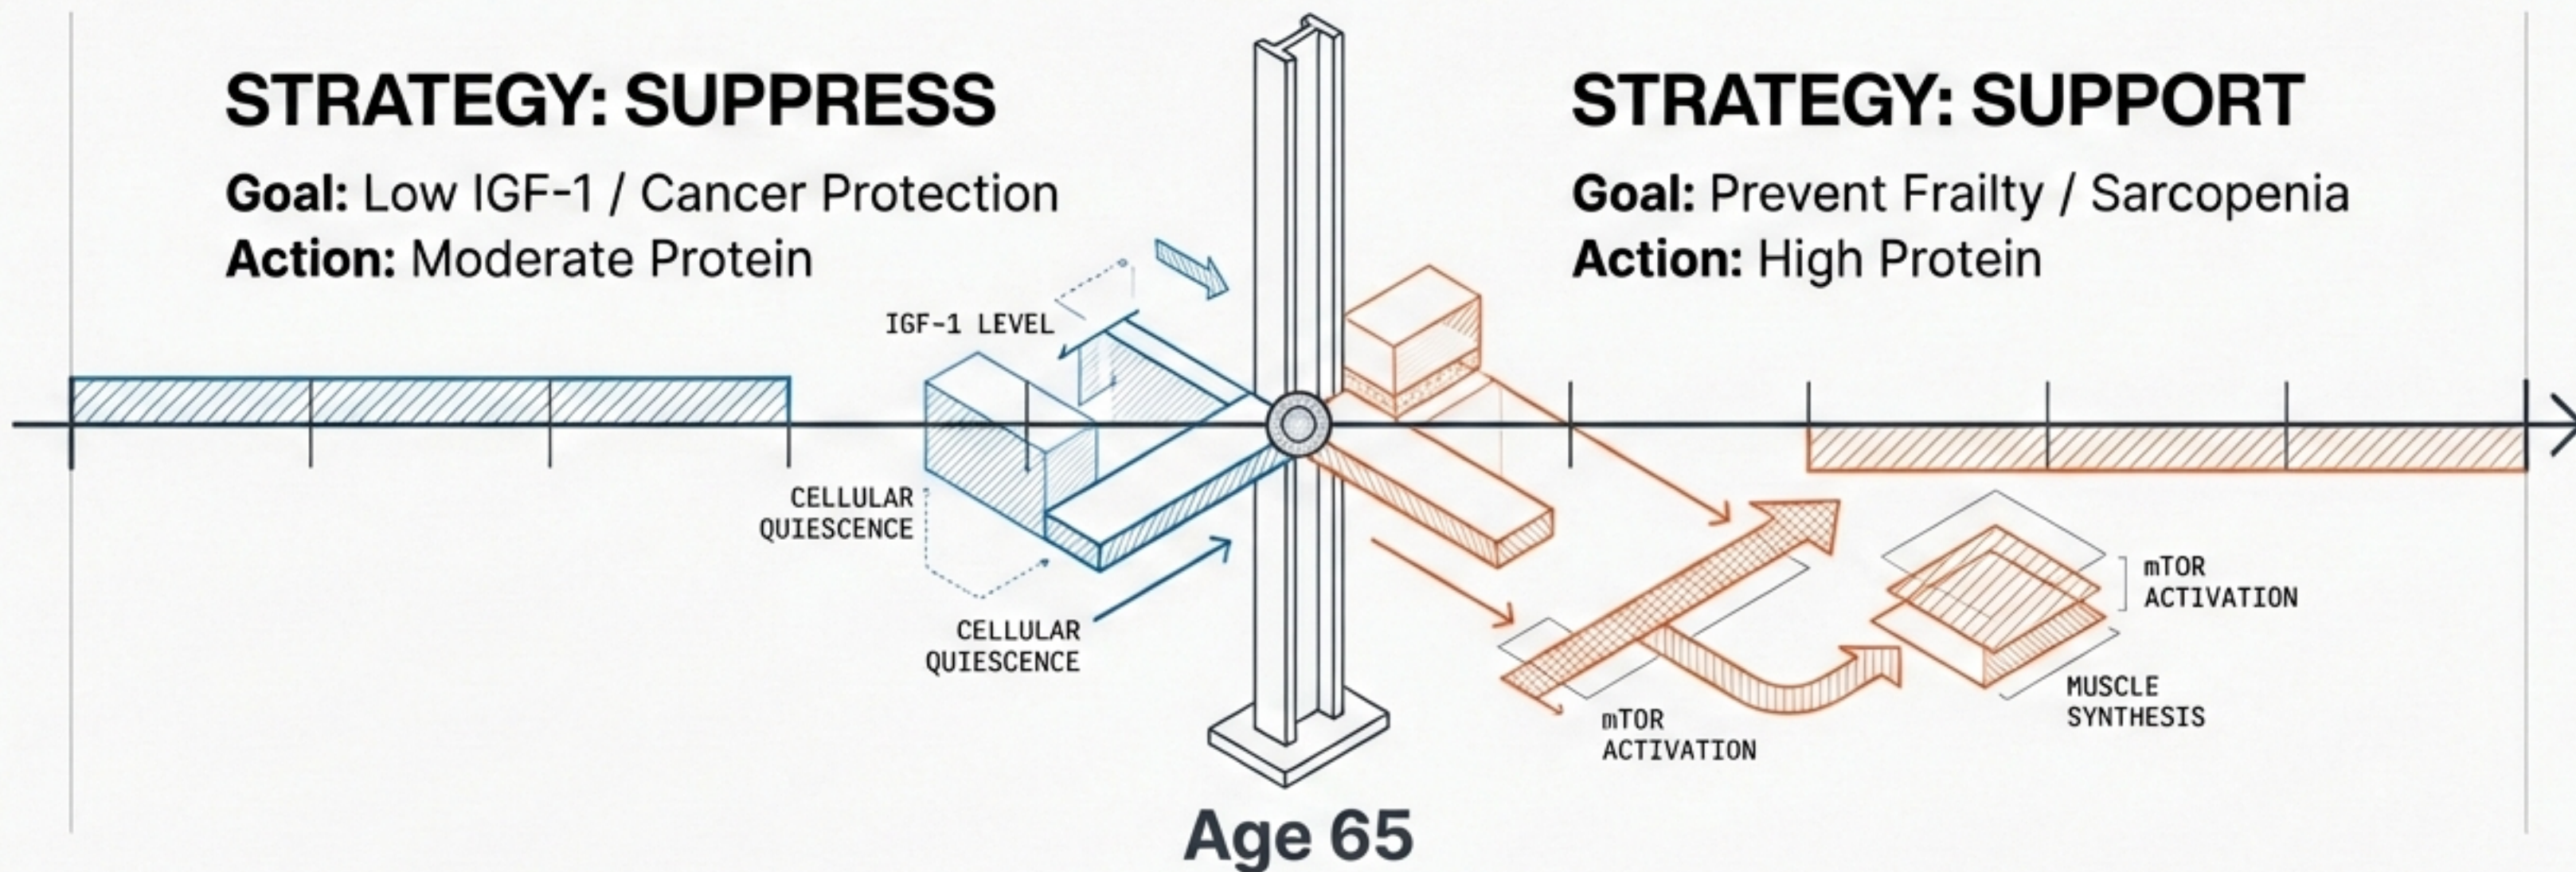 STRATEGY: SUPPRESS
Goal: Low IGF-1 / Cancer Protection
Action: Moderate Protein
IGF-1 LEVEL
CELLULAR
QUIESCENCE
CELLULAR
QUIESCENCE
STRATEGY: SUPPORT
Goal: Prevent Frailty / Sarcopenia
Action: High Protein
mTOR
ACTIVATION
MUSCLE
SYNTHESIS
mTOR
ACTIVATION
Age 65